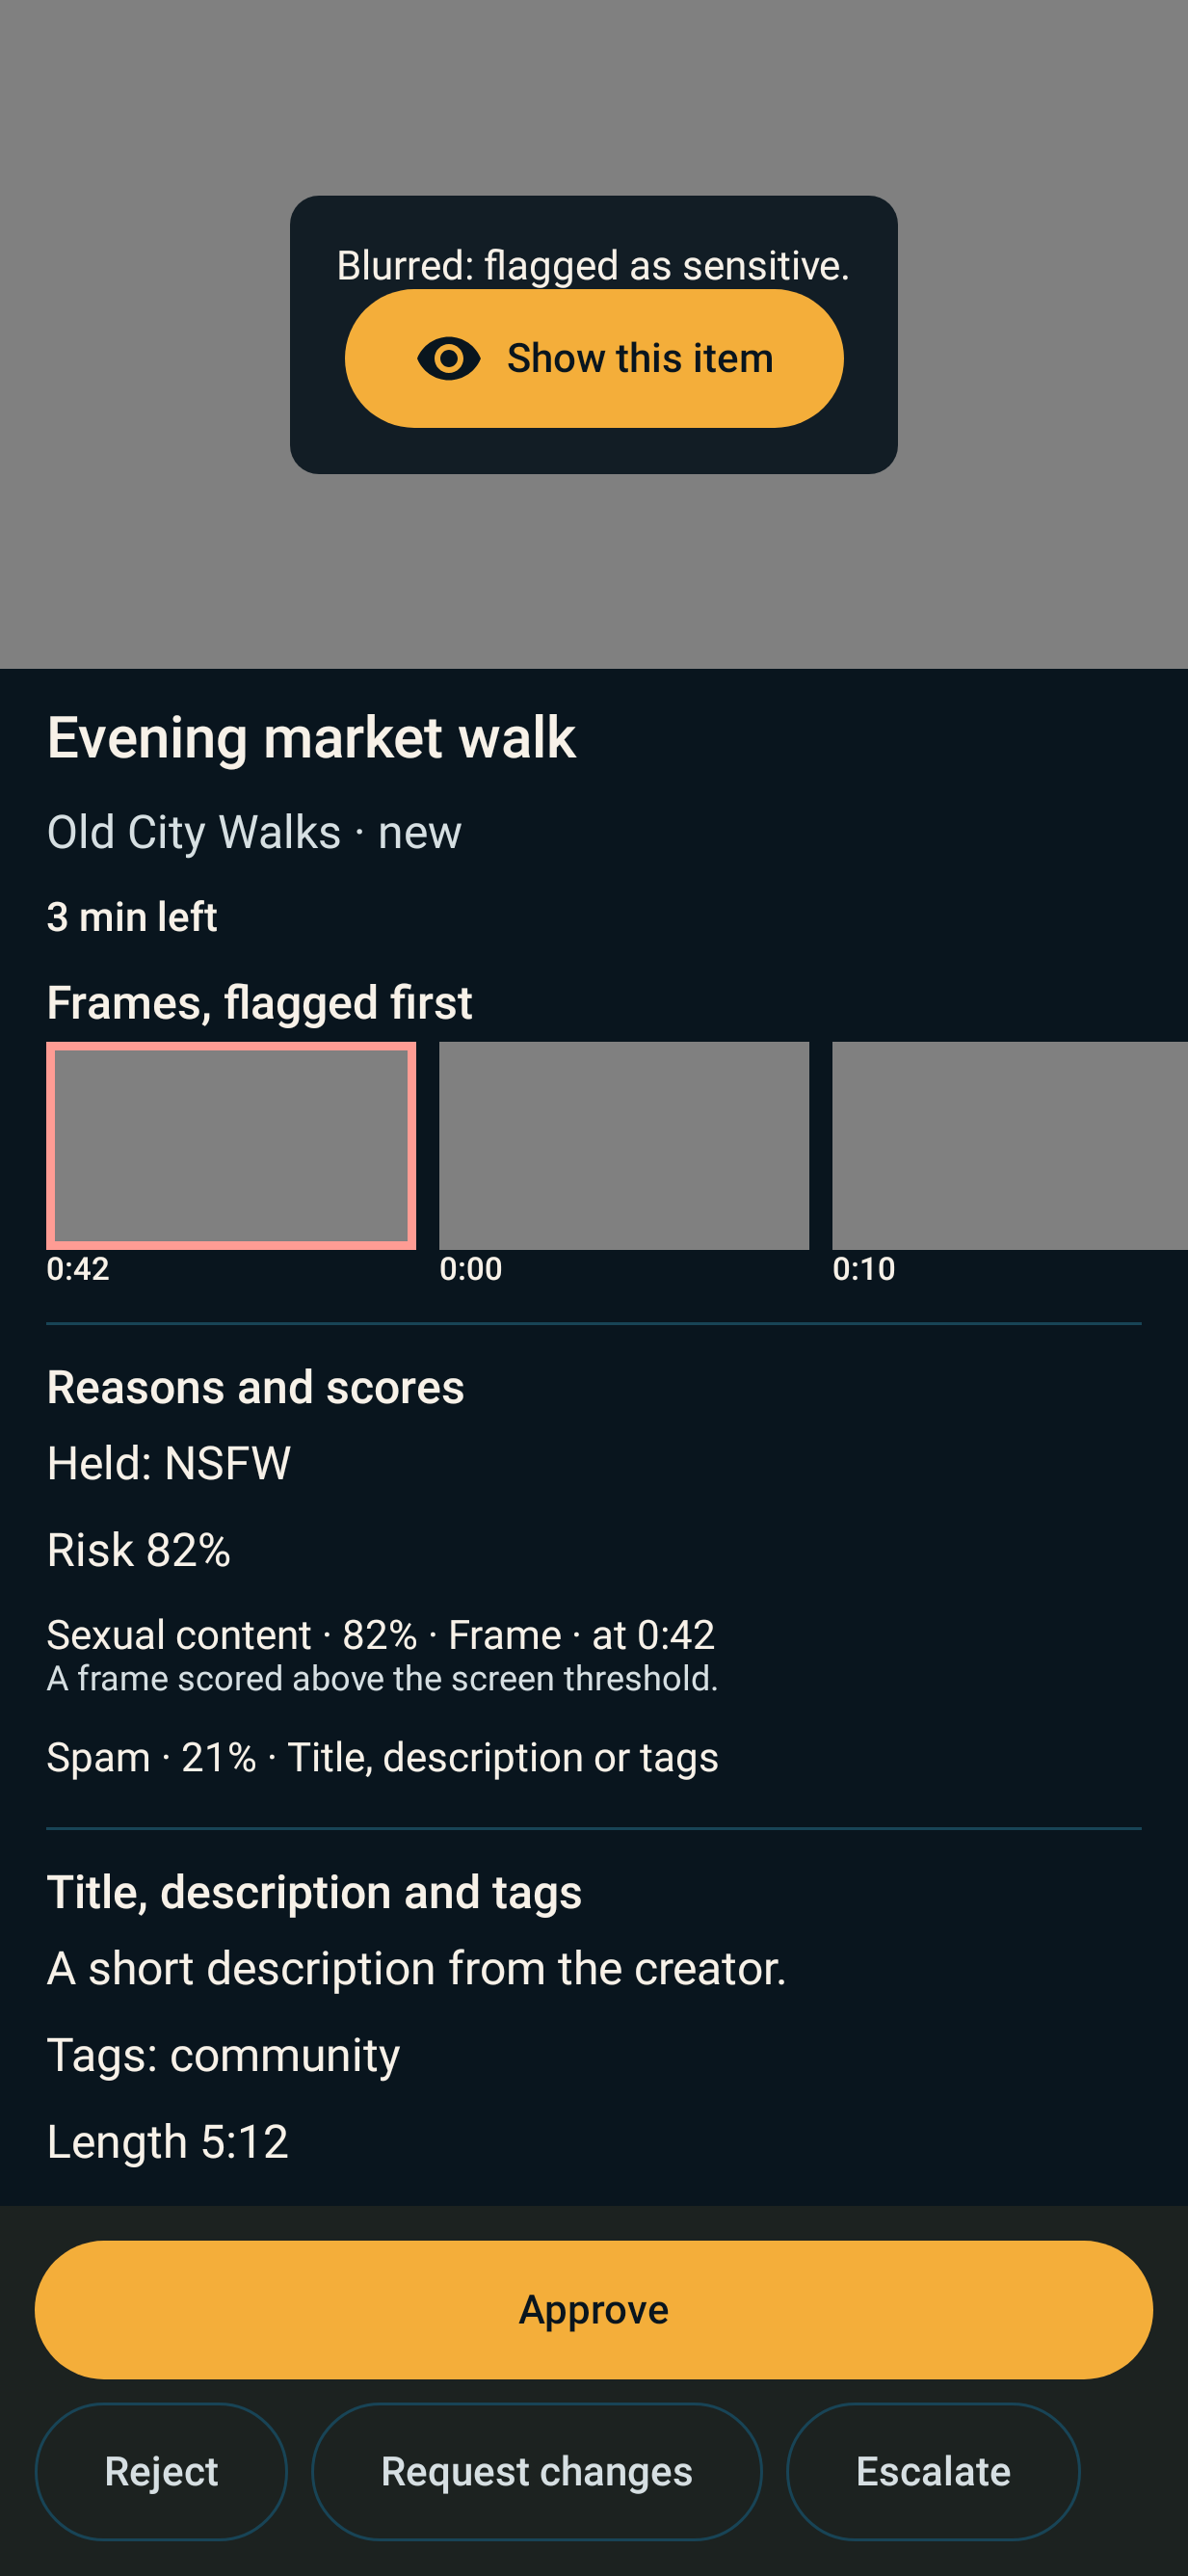 Blurred: flagged as sensitive.
Show this item
Evening market walk
Old City Walks · new
3 min left
Frames, flagged first
0:42
0:00
0:10
Reasons and scores
Held: NSFW
Risk 82%
Sexual content · 82% · Frame · at 0:42
A frame scored above the screen threshold.
Spam · 21% · Title, description or tags
Title, description and tags
A short description from the creator.
Tags: community
Length 5:12
Approve
Reject
Request changes
Escalate